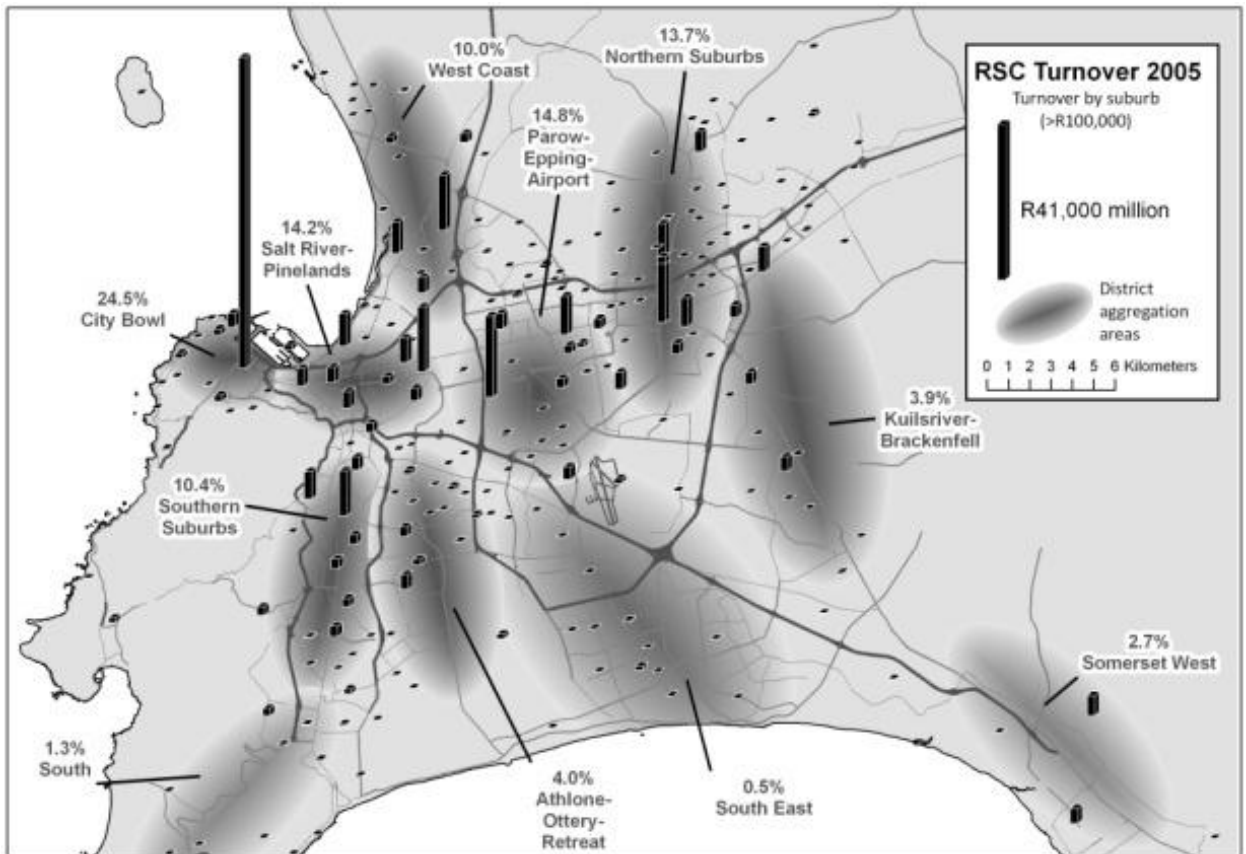 10.0%
West Coast
13.7%
Northern Suburbs
14.8%
Parow-
Epping-
Airport
14.2%
Salt River-
Pinelands
24.5%
City Bowl
3.9%
Kuilsriver-
Brackenfell
10.4%
Southern
Suburbs
2.7%
Somerset West
1.3%
South
4.0%
Athlone-
Ottery-
Retreat
0.5%
South East
RSC Turnover 2005
Turnover by suburb
(>R100,000)
R41,000 million
District
aggregation
areas
0 1 2 3 4 5 6 Kilometers